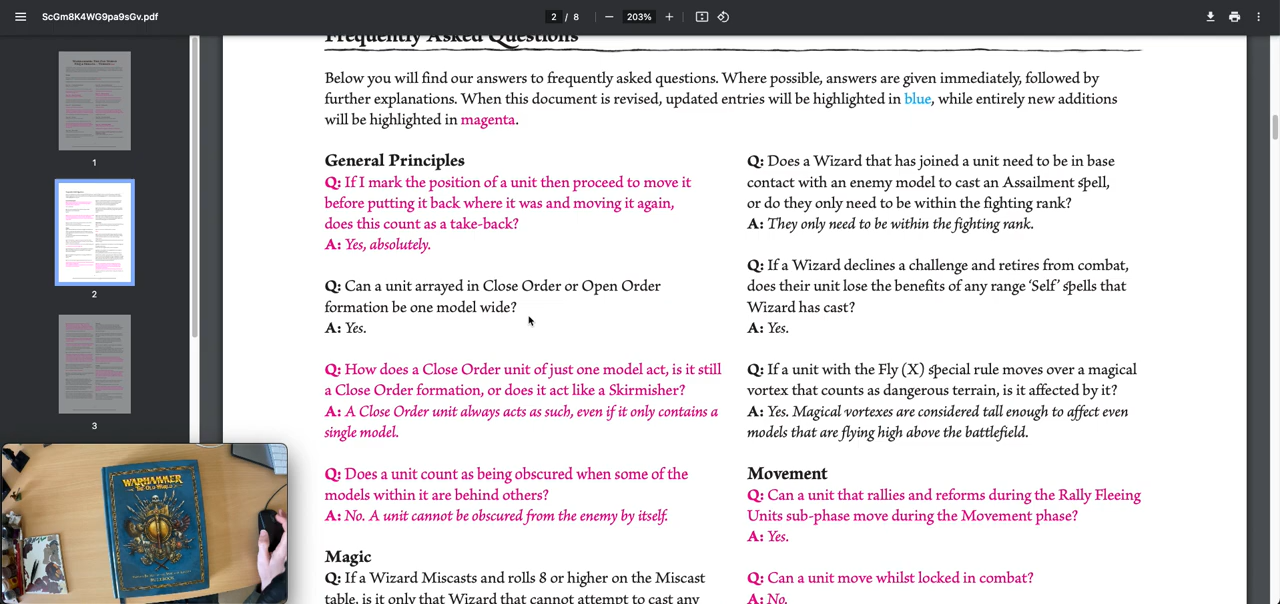 ScGm8K4WG9pa9sGv.pdf
2 / 8
203%
1
2
3
Frequently Asked Questions
Below you will find our answers to frequently asked questions. Where possible, answers are given immediately, followed by
further explanations. When this document is revised, updated entries will be highlighted in blue, while entirely new additions
will be highlighted in magenta.
General Principles
Q: If I mark the position of a unit then proceed to move it
before putting it back where it was and moving it again,
does this count as a take-back?
A: Yes, absolutely.
Q: Can a unit arrayed in Close Order or Open Order
formation be one model wide?
A: Yes.
Q: How does a Close Order unit of just one model act, is it still
a Close Order formation, or does it act like a Skirmisher?
A: A Close Order unit always acts as such, even if it only contains a
single model.
Q: Does a unit count as being obscured when some of the
models within it are behind others?
A: No. A unit cannot be obscured from the enemy by itself.
Magic
Q: If a Wizard Miscasts and rolls 8 or higher on the Miscast
table, is it only that Wizard that cannot attempt to cast any
Q: Does a Wizard that has joined a unit need to be in base
contact with an enemy model to cast an Assailment spell,
or do they only need to be within the fighting rank?
A: They only need to be within the fighting rank.
Q: If a Wizard declines a challenge and retires from combat,
does their unit lose the benefits of any range ‘Self’ spells that
Wizard has cast?
A: Yes.
Q: If a unit with the Fly (X) special rule moves over a magical
vortex that counts as dangerous terrain, is it affected by it?
A: Yes. Magical vortexes are considered tall enough to affect even
models that are flying high above the battlefield.
Movement
Q: Can a unit that rallies and reforms during the Rally Fleeing
Units sub-phase move during the Movement phase?
A: Yes.
Q: Can a unit move whilst locked in combat?
A: No.
WARHAMMER
THE OLD WORLD